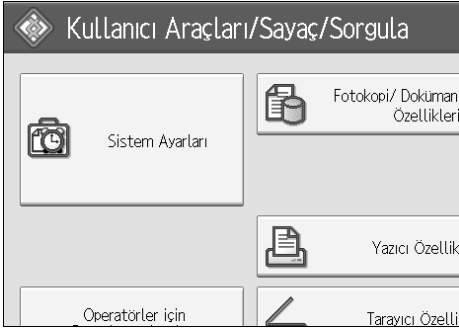 Kullanıcı Araçları/Sayaç/Sorgula
Fotokopi/ Doküman
Özellikleri
Sistem Ayarları
Yazıcı Özellik
Operatörler için
Tarayıcı Özelli